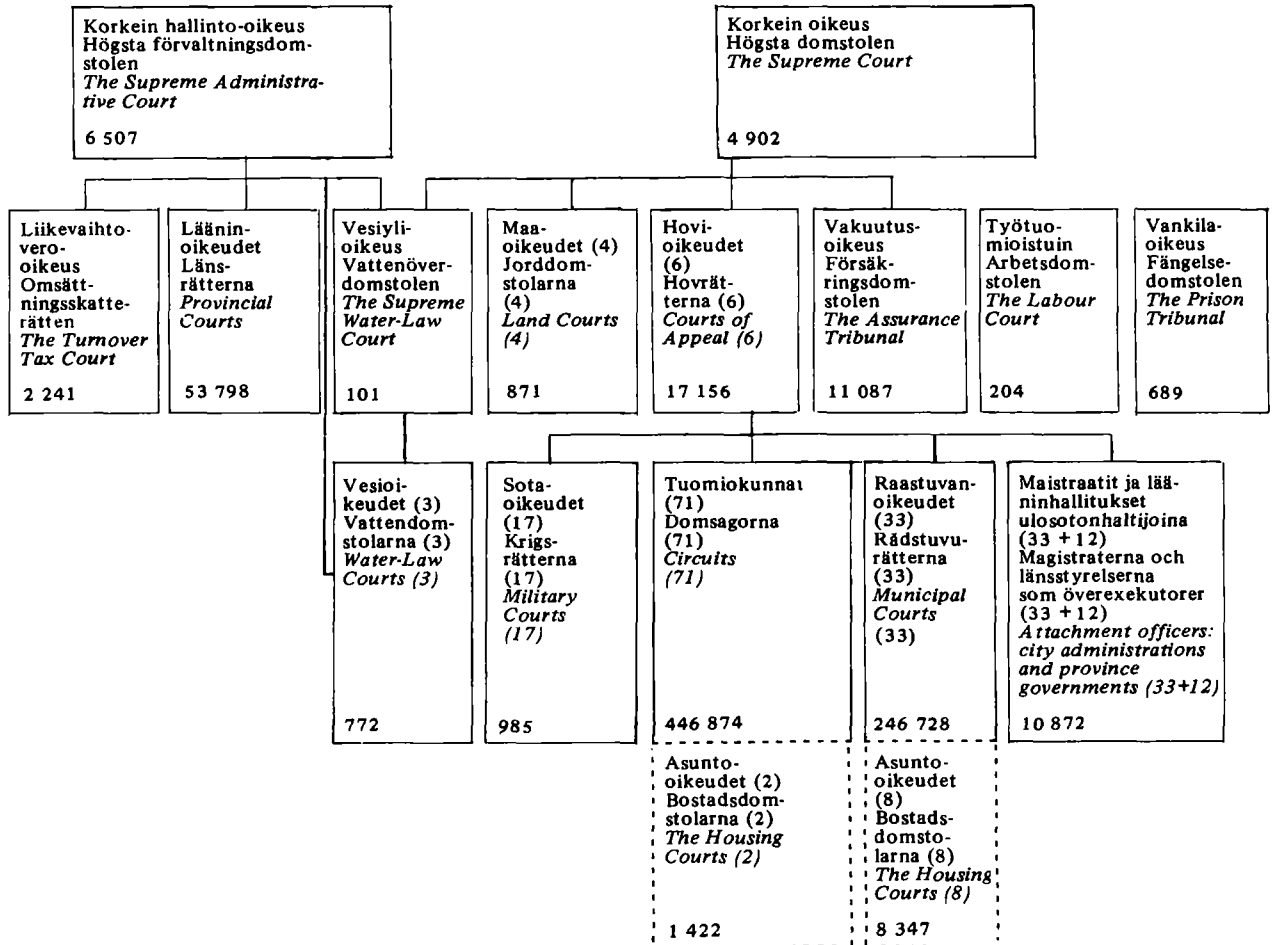 Korkein hallinto-oikeus
Högsta förvaltningsdom-
stolen
The Supreme Administra-
tive Court
6 507
Korkein oikeus
Högsta domstolen
The Supreme Court
4 902
Liikevaihto-
vero-
oikeus
Omsätt-
ningsskatte-
rätten
The Turnover
Tax Court
2 241
Läänin-
oikeudet
Läns-
rätterna
Provincial
Courts
53 798
Vesiyli-
oikeus
Vattenöver-
domstolen
The Supreme
Water-Law
Court
101
Maa-
oikeudet (4)
Jorddom-
stolarna
(4)
Land Courts
(4)
871
Hovi-
oikeudet
(6)
Hovrät-
terna (6)
Courts of
Appeal (6)
17 156
Vakuutus-
oikeus
Försäk-
ringsdom-
stolen
The Assurance
Tribunal
11 087
Työtuo-
mioistuin
Arbetsdom-
stolen
The Labour
Court
204
Vankila-
oikeus
Fängelse-
domstolen
The Prison
Tribunal
689
Vesioi-
keudet (3)
Vattendom-
stolarna (3)
Water-Law
Courts (3)
772
Sota-
oikeudet
(17)
Krigs-
rätterna
(17)
Military
Courts
(17)
985
Tuomiokunnat
(71)
Domsagorna
(71)
Circuits
(71)
446 874
Raastuvan-
oikeudet
(33)
Rådstuvu-
rätterna
(33)
Municipal
Courts
(33)
246 728
Maistraatit ja lää-
ninhallitukset
ulosotonhaltijoina
(33 + 12)
Magistraterna och
länsstyrelserna
som överexekutorer
(33 + 12)
Attachment officers:
city administrations
and province
governments (33+12)
10 872
Asunto-
oikeudet (2)
Bostadsdom-
stolarna (2)
The Housing
Courts (2)
1 422
Asunto-
oikeudet
(8)
Bostads-
domsto-
larna (8)
The Housing
Courts (8)
8 347